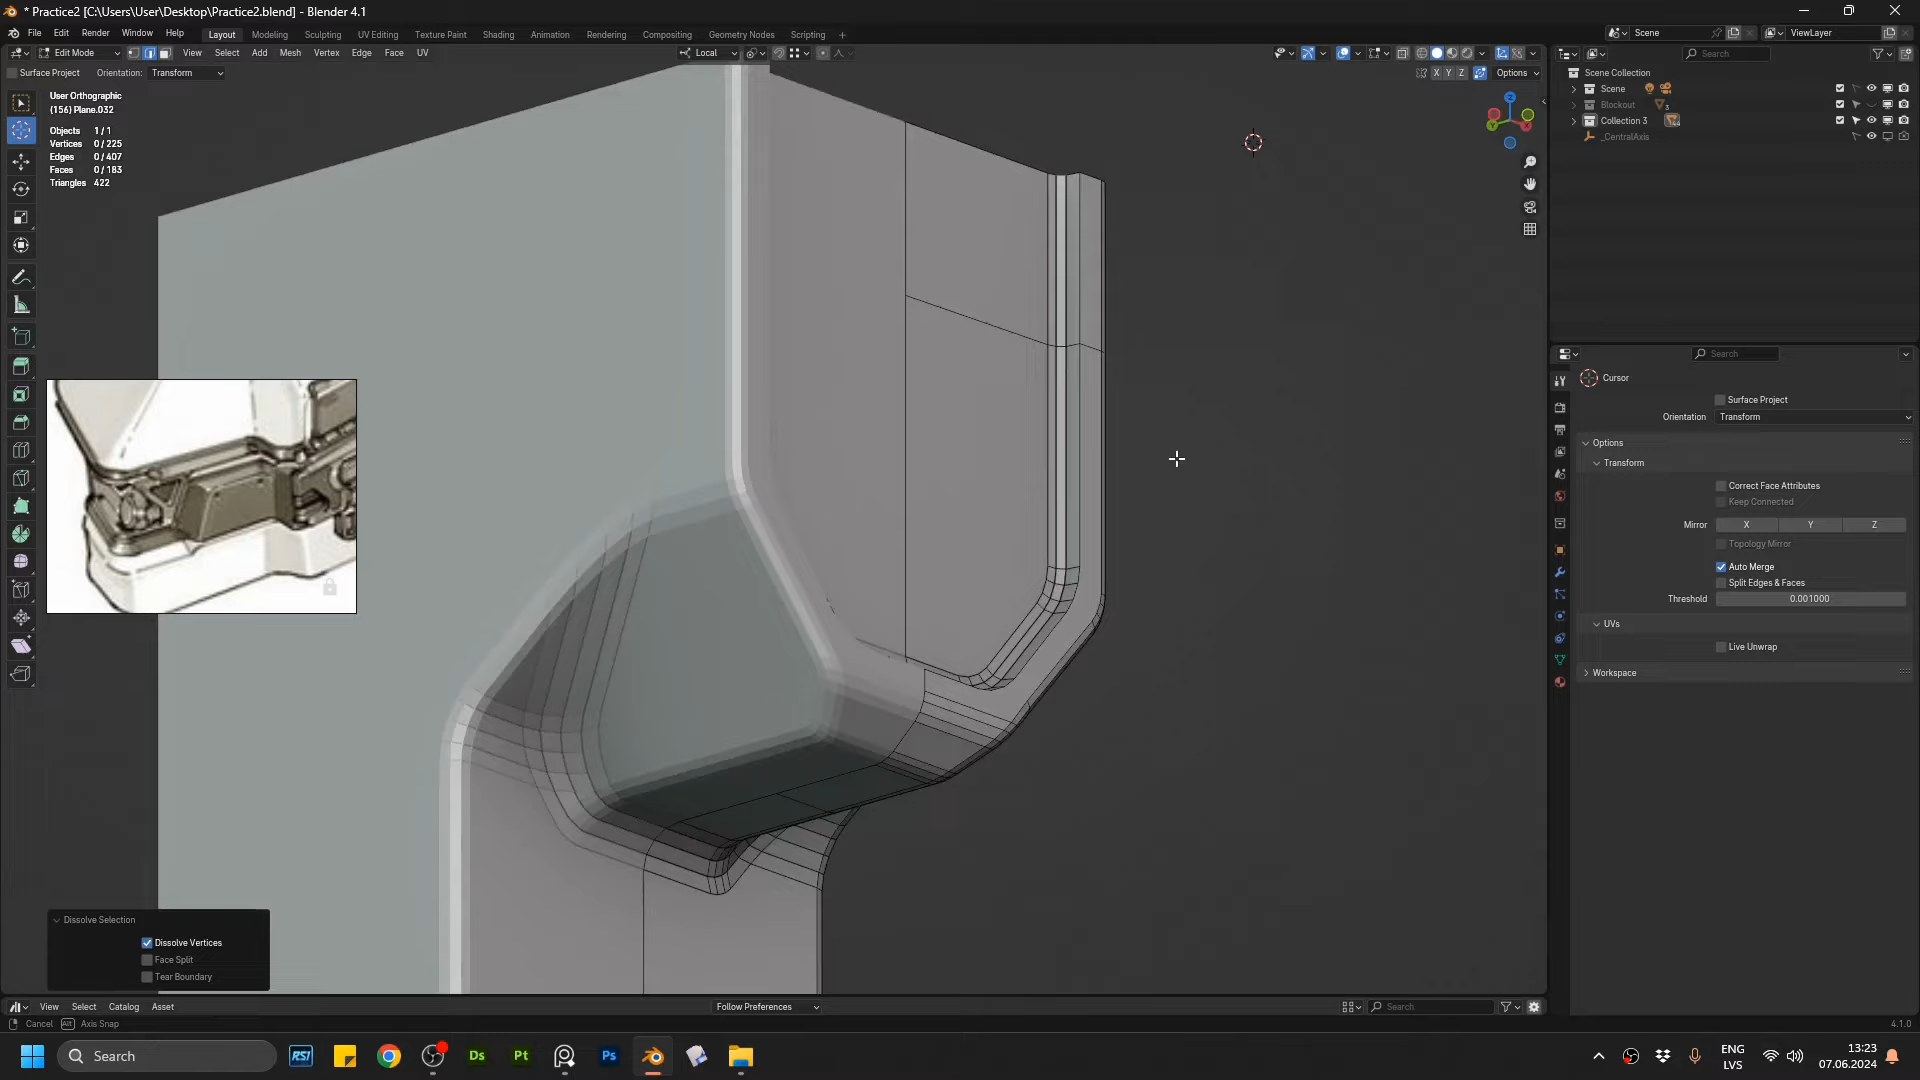 * Practice2 [C:\Users\User\Desktop\Practice2.blend] - Blender 4.1
File Edit Render Window Help Layout Modeling Sculpting UV Editing Texture Paint Shading Animation Rendering Compositing Geometry Nodes Scripting + Scene ViewLayer
Edit Mode View Select Add Mesh Vertex Edge Face UV Local Search
Surface Project Orientation: Transform X Y Z Options
Scene Collection
Scene
Blockout 3
Collection 3
_CentralAxis
User Orthographic
(156) Plane.032
Objects 1/1
Vertices 0/225
Edges 0/407
Faces 0/183
Triangles 422
Z
Y
X
Search
Cursor
Surface Project
Orientation Transform
Options
Transform
Correct Face Attributes
Keep Connected
Mirror X Y Z
Topology Mirror
Auto Merge
Split Edges & Faces
Threshold 0.001000
UVs
Live Unwrap
Workspace
Dissolve Selection
Dissolve Vertices
Face Split
Tear Boundary
View Select Catalog Asset Follow Preferences Search
Cancel Alt Axis Snap 4.1.0
Search RSI Ds Pt Ps
ENG
LVS
13:23
07.06.2024